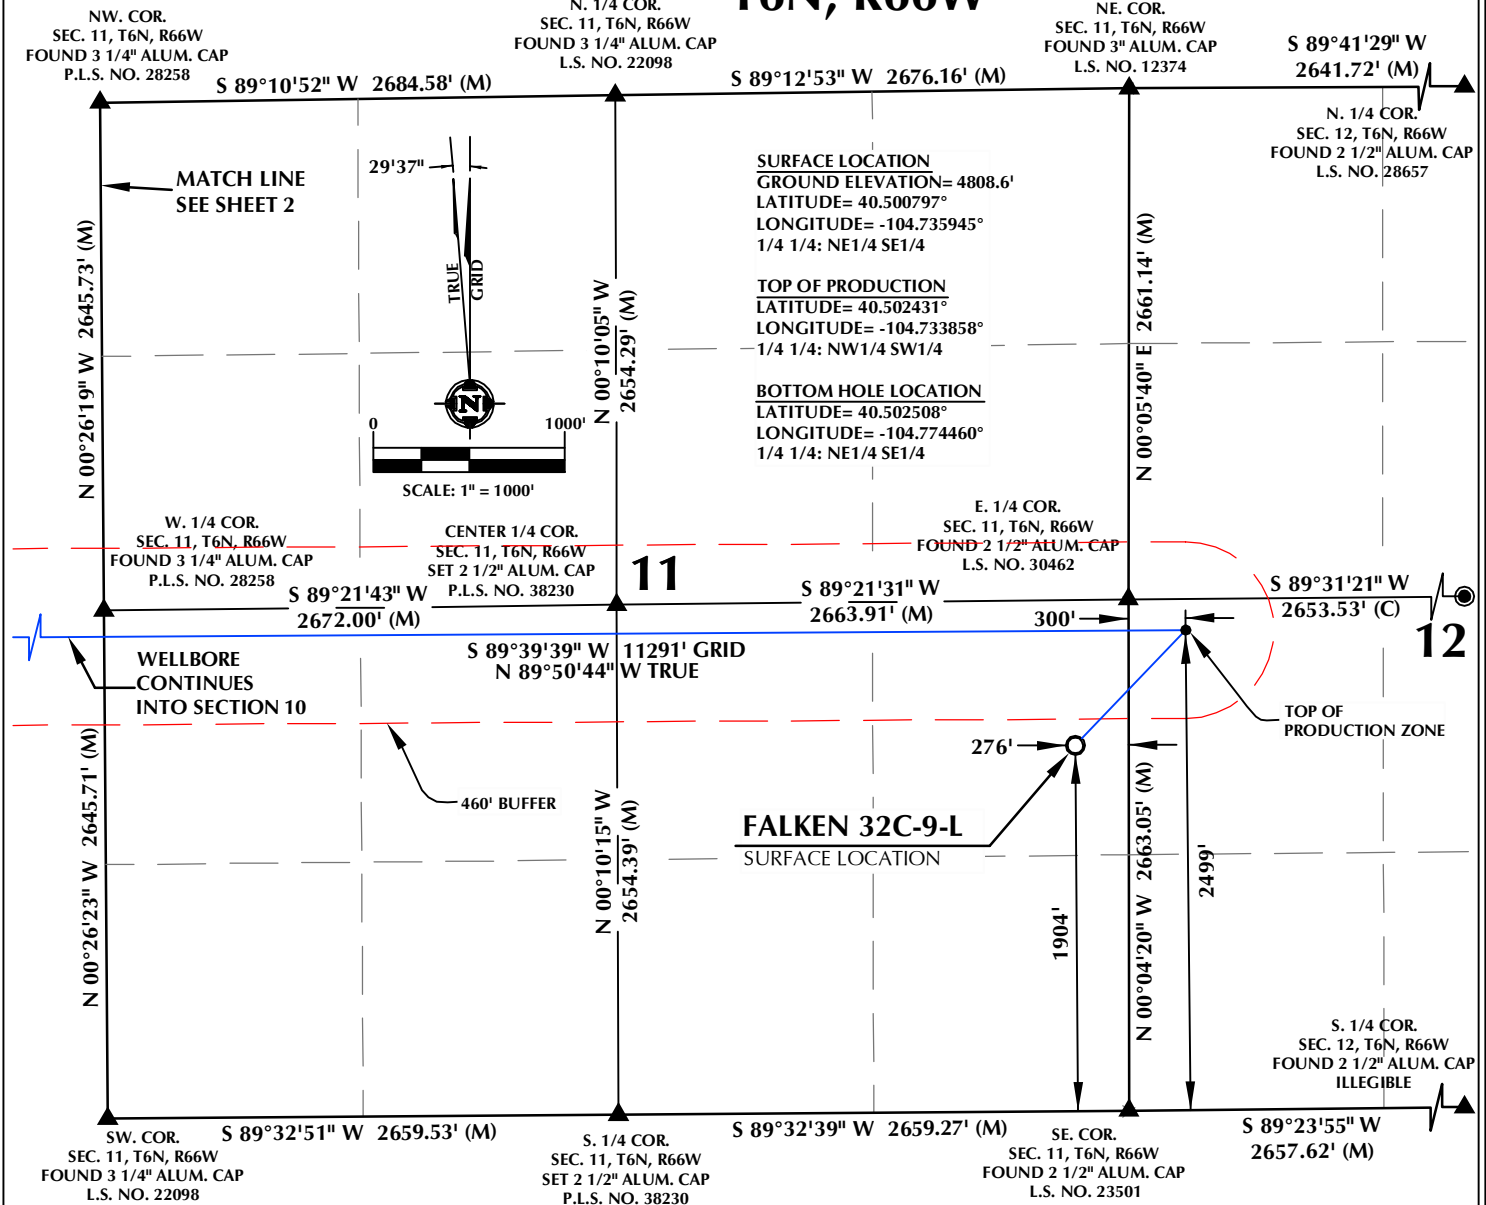 T6N, R66W
NW. COR.
SEC. 11, T6N, R66W
FOUND 3 1/4" ALUM. CAP
P.L.S. NO. 28258
N. 1/4 COR.
SEC. 11, T6N, R66W
FOUND 3 1/4" ALUM. CAP
L.S. NO. 22098
NE. COR.
SEC. 11, T6N, R66W
FOUND 3" ALUM. CAP
L.S. NO. 12374
S 89°41'29" W
2641.72' (M)
S 89°10'52" W 2684.58' (M)
S 89°12'53" W 2676.16' (M)
N. 1/4 COR.
SEC. 12, T6N, R66W
FOUND 2 1/2" ALUM. CAP
L.S. NO. 28657
MATCH LINE
SEE SHEET 2
29'37"
TRUE
GRID
N
0 1000'
SCALE: 1" = 1000'
SURFACE LOCATION
GROUND ELEVATION= 4808.6'
LATITUDE= 40.500797°
LONGITUDE= -104.735945°
1/4 1/4: NE1/4 SE1/4
TOP OF PRODUCTION
LATITUDE= 40.502431°
LONGITUDE= -104.733858°
1/4 1/4: NW1/4 SW1/4
BOTTOM HOLE LOCATION
LATITUDE= 40.502508°
LONGITUDE= -104.774460°
1/4 1/4: NE1/4 SE1/4
N 00°26'19" W 2645.73' (M)
N 00°10'05" W
2654.29' (M)
N 00°05'40" E 2661.14' (M)
W. 1/4 COR.
SEC. 11, T6N, R66W
FOUND 3 1/4" ALUM. CAP
P.L.S. NO. 28258
CENTER 1/4 COR.
SEC. 11, T6N, R66W
SET 2 1/2" ALUM. CAP
P.L.S. NO. 38230
11
E. 1/4 COR.
SEC. 11, T6N, R66W
FOUND 2 1/2" ALUM. CAP
L.S. NO. 30462
S 89°21'43" W
2672.00' (M)
S 89°21'31" W
2663.91' (M)
S 89°31'21" W
2653.53' (C)
12
300'
S 89°39'39" W 11291' GRID
N 89°50'44" W TRUE
WELLBORE
CONTINUES
INTO SECTION 10
TOP OF
PRODUCTION ZONE
276'
460' BUFFER
FALKEN 32C-9-L
SURFACE LOCATION
N 00°26'23" W 2645.71' (M)
N 00°10'15" W
2654.39' (M)
1904'
N 00°04'20" W 2663.05' (M)
2499'
S. 1/4 COR.
SEC. 12, T6N, R66W
FOUND 2 1/2" ALUM. CAP
ILLEGIBLE
S 89°32'51" W 2659.53' (M)
S 89°32'39" W 2659.27' (M)
S 89°23'55" W
2657.62' (M)
SW. COR.
SEC. 11, T6N, R66W
FOUND 3 1/4" ALUM. CAP
L.S. NO. 22098
S. 1/4 COR.
SEC. 11, T6N, R66W
SET 2 1/2" ALUM. CAP
P.L.S. NO. 38230
SE. COR.
SEC. 11, T6N, R66W
FOUND 2 1/2" ALUM. CAP
L.S. NO. 23501